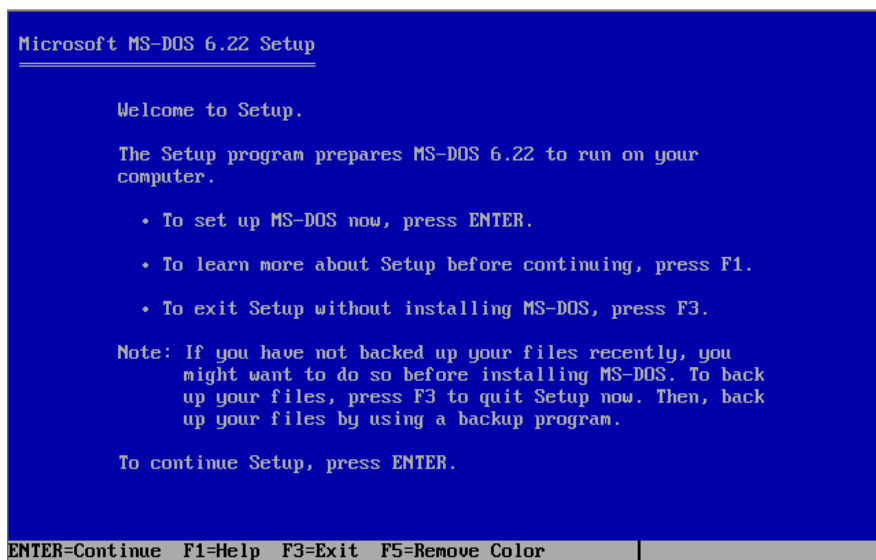 Microsoft MS-DOS 6.22 Setup
Welcome to Setup.
The Setup program prepares MS-DOS 6.22 to run on your
computer.
• To set up MS-DOS now, press ENTER.
• To learn more about Setup before continuing, press F1.
• To exit Setup without installing MS-DOS, press F3.
Note: If you have not backed up your files recently, you
might want to do so before installing MS-DOS. To back
up your files, press F3 to quit Setup now. Then, back
up your files by using a backup program.
To continue Setup, press ENTER.
ENTER=Continue  F1=Help  F3=Exit  F5=Remove Color